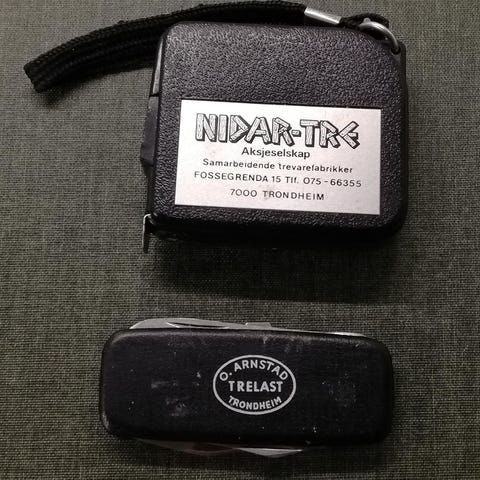 NIDAR-TRE
Aksjeselskap
Samarbeidende trevarefabrikker
FOSSEGRENDA 15 Tlf. 075-66355
7000 TRONDHEIM
O. ARNSTAD
TRELAST
TRONDHEIM